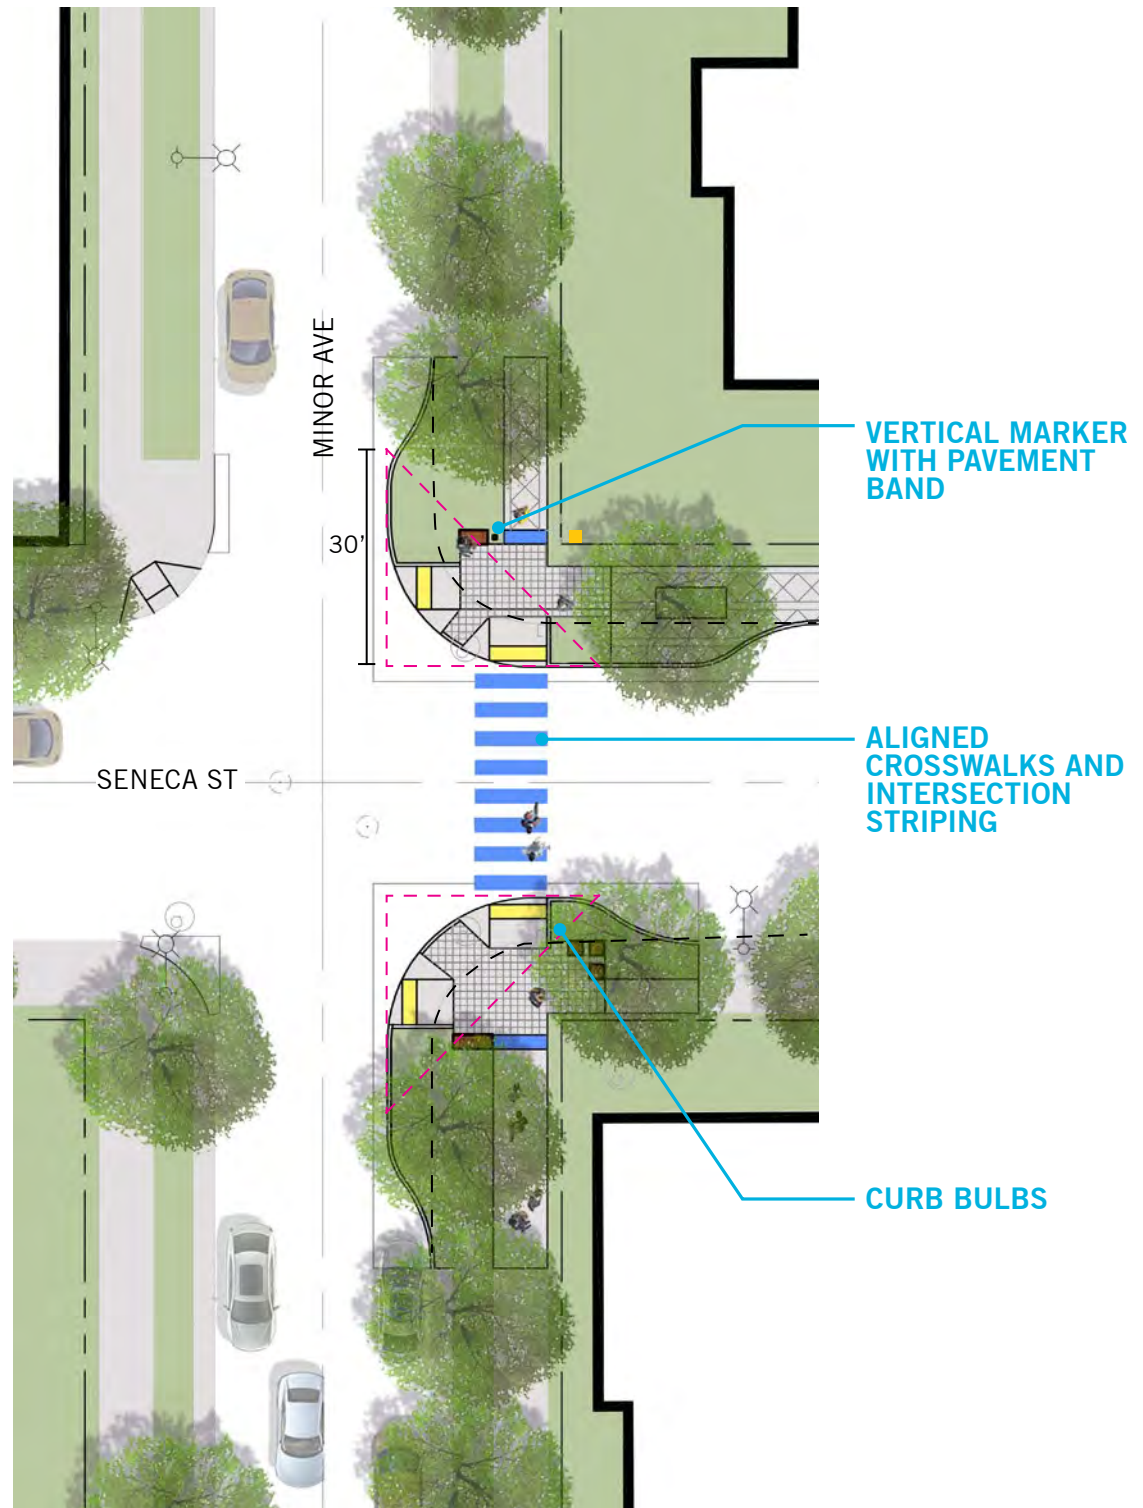 MINOR AVE
VERTICAL MARKER
WITH PAVEMENT
BAND
30'
ALIGNED
CROSSWALKS AND
INTERSECTION
STRIPING
SENECA ST
CURB BULBS